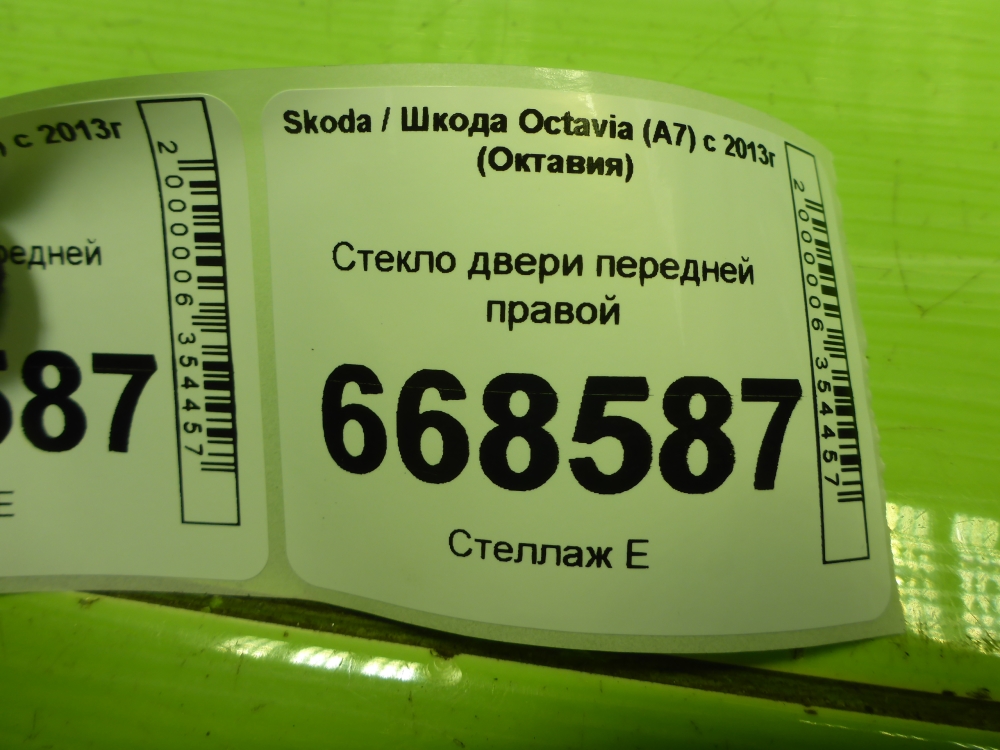 ) с 2013г
редней
587
Е
2000006354457
Skoda / Шкода Octavia (A7) с 2013г
(Октавия)
Стекло двери передней
правой
668587
Стеллаж Е
2000006354457